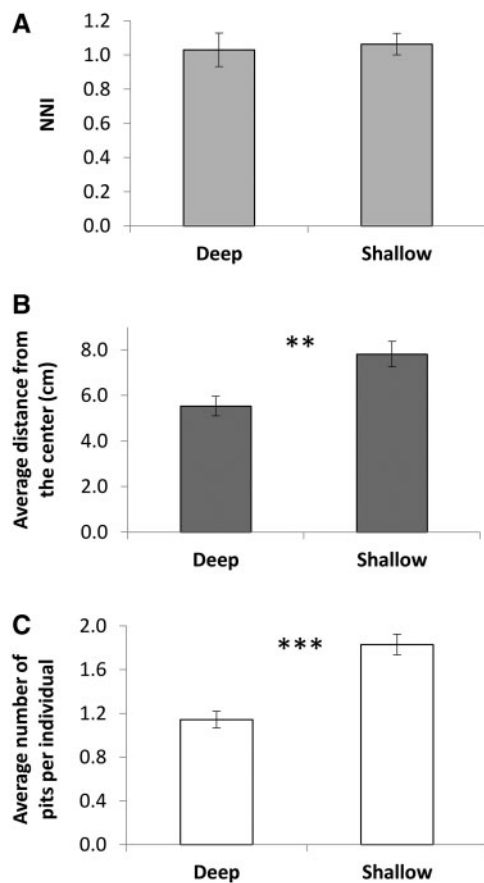 A
1.2
1.0
0.8
0.6
0.4
0.2
0.0
NNI
Deep Shallow
B
8.0
6.0
4.0
2.0
0.0
Average distance from
the center (cm)
**
Deep Shallow
C
2.0
1.6
1.2
0.8
0.4
0.0
Average number of
pits per individual
***
Deep Shallow